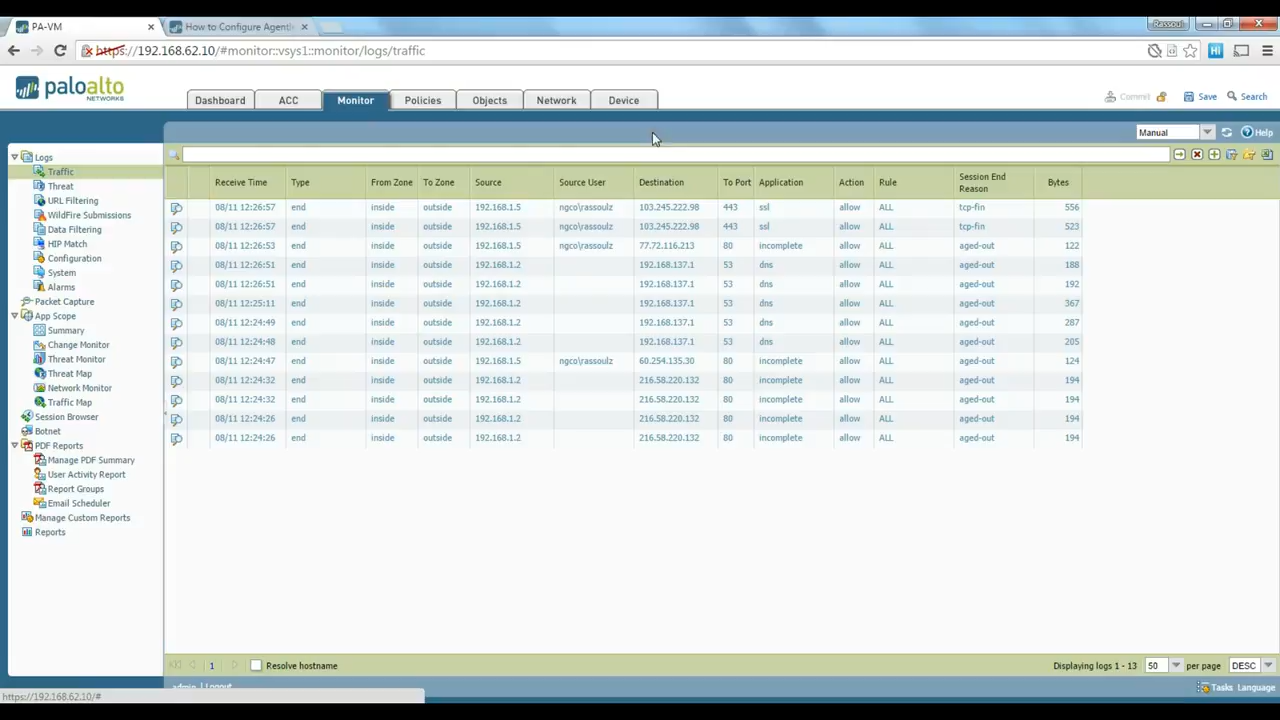 PA-VM
How to Configure Agentl
Rassoul
https://192.168.62.10/#monitor::vsys1::monitor/logs/traffic
paloalto
NETWORKS
Dashboard ACC Monitor Policies Objects Network Device
Commit Save Search
Manual Help
Logs
Traffic
Threat
URL Filtering
WildFire Submissions
Data Filtering
HIP Match
Configuration
System
Alarms
Packet Capture
App Scope
Summary
Change Monitor
Threat Monitor
Threat Map
Network Monitor
Traffic Map
Session Browser
Botnet
PDF Reports
Manage PDF Summary
User Activity Report
Report Groups
Email Scheduler
Manage Custom Reports
Reports
Receive Time Type From Zone To Zone Source Source User Destination To Port Application Action Rule Session End Reason Bytes
08/11 12:26:57 end inside outside 192.168.1.5 ngco\rassoulz 103.245.222.98 443 ssl allow ALL tcp-fin 556
08/11 12:26:57 end inside outside 192.168.1.5 ngco\rassoulz 103.245.222.98 443 ssl allow ALL tcp-fin 523
08/11 12:26:53 end inside outside 192.168.1.5 ngco\rassoulz 77.72.116.213 80 incomplete allow ALL aged-out 122
08/11 12:26:51 end inside outside 192.168.1.2 192.168.137.1 53 dns allow ALL aged-out 188
08/11 12:26:51 end inside outside 192.168.1.2 192.168.137.1 53 dns allow ALL aged-out 192
08/11 12:25:11 end inside outside 192.168.1.2 192.168.137.1 53 dns allow ALL aged-out 367
08/11 12:24:49 end inside outside 192.168.1.2 192.168.137.1 53 dns allow ALL aged-out 287
08/11 12:24:48 end inside outside 192.168.1.2 192.168.137.1 53 dns allow ALL aged-out 205
08/11 12:24:47 end inside outside 192.168.1.5 ngco\rassoulz 60.254.135.30 80 incomplete allow ALL aged-out 124
08/11 12:24:32 end inside outside 192.168.1.2 216.58.220.132 80 incomplete allow ALL aged-out 194
08/11 12:24:32 end inside outside 192.168.1.2 216.58.220.132 80 incomplete allow ALL aged-out 194
08/11 12:24:26 end inside outside 192.168.1.2 216.58.220.132 80 incomplete allow ALL aged-out 194
08/11 12:24:26 end inside outside 192.168.1.2 216.58.220.132 80 incomplete allow ALL aged-out 194
1 Resolve hostname Displaying logs 1 - 13 50 per page DESC
admin | Logout Tasks Language
https://192.168.62.10/#